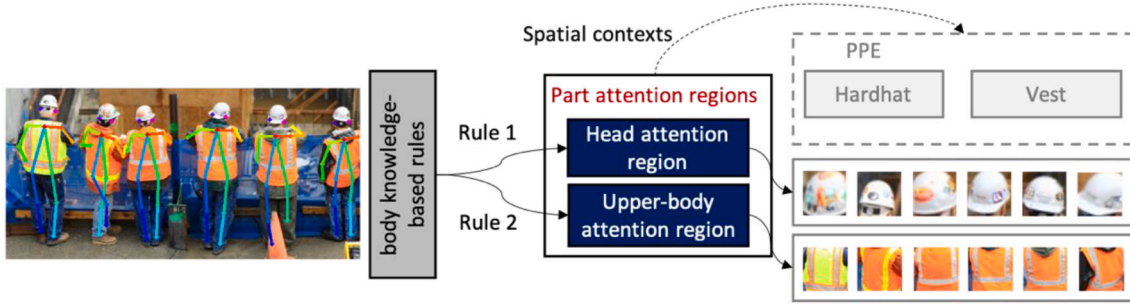 Spatial contexts
PPE
Hardhat
Vest
body knowledge-
based rules
Rule 1
Rule 2
Part attention regions
Head attention
region
Upper-body
attention region